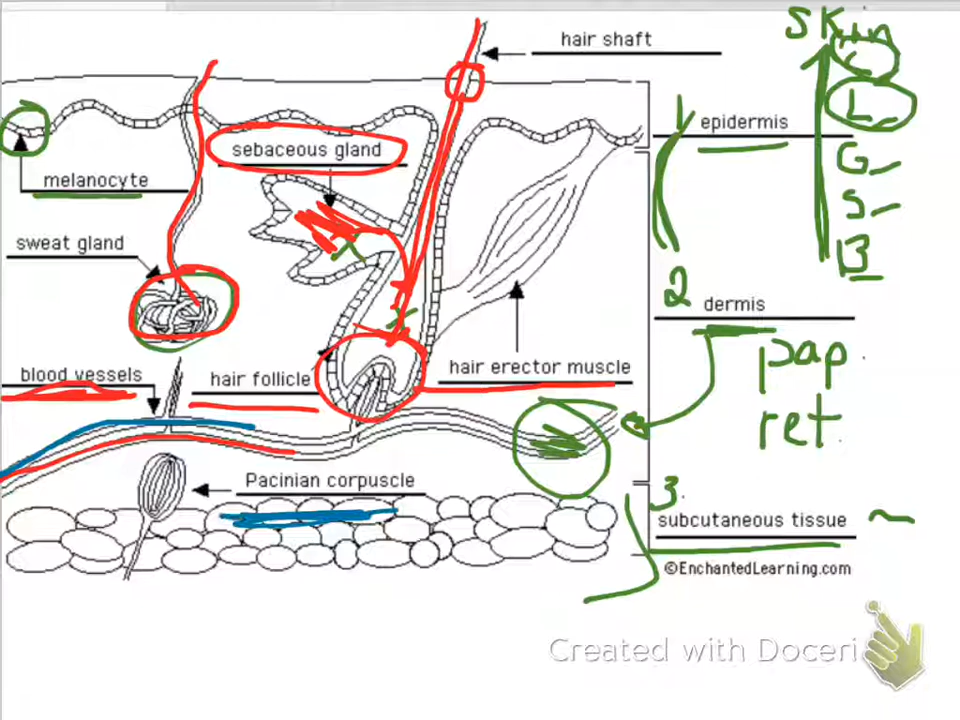 SKin
hair shaft
C
L
1 epidermis
sebaceous gland
G
melanocyte
S
sweat gland
B
2 dermis
pap
blood vessels
hair follicle
hair erector muscle
ret
Pacinian corpuscle
3
subcutaneous tissue
©EnchantedLearning.com
Created with Doceri